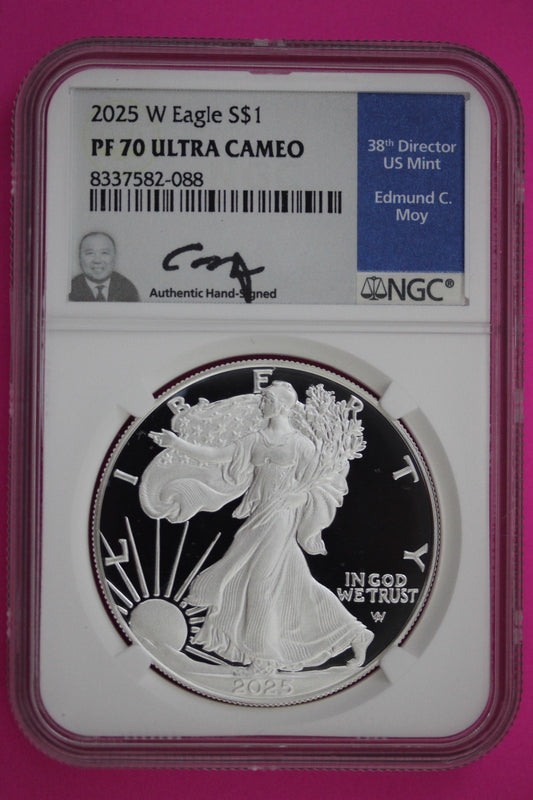 2025 W Eagle S$1
PF 70 ULTRA CAMEO
8337582-088
Authentic Hand-Signed
38th Director
US Mint
Edmund C.
Moy
NGC®
LIBERTY
IN GOD
WE TRUST
2025